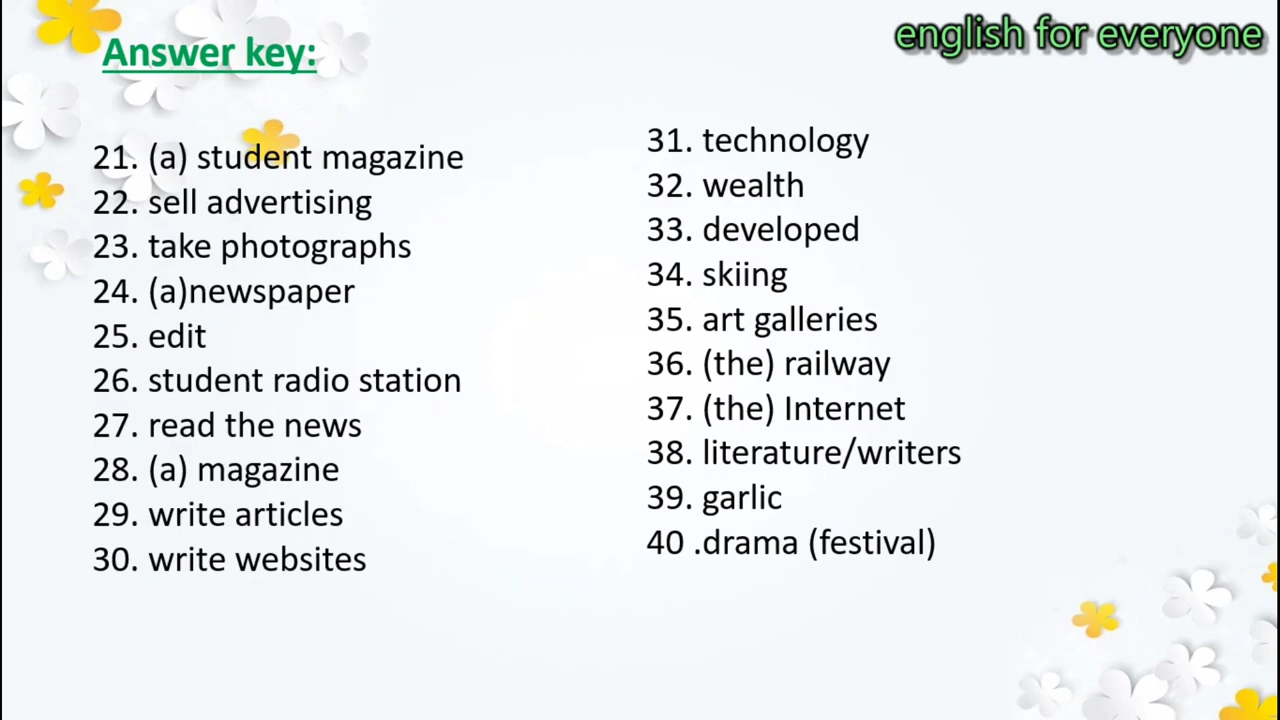 Answer key:
english for everyone
21. (a) student magazine
22. sell advertising
23. take photographs
24. (a)newspaper
25. edit
26. student radio station
27. read the news
28. (a) magazine
29. write articles
30. write websites
31. technology
32. wealth
33. developed
34. skiing
35. art galleries
36. (the) railway
37. (the) Internet
38. literature/writers
39. garlic
40 .drama (festival)